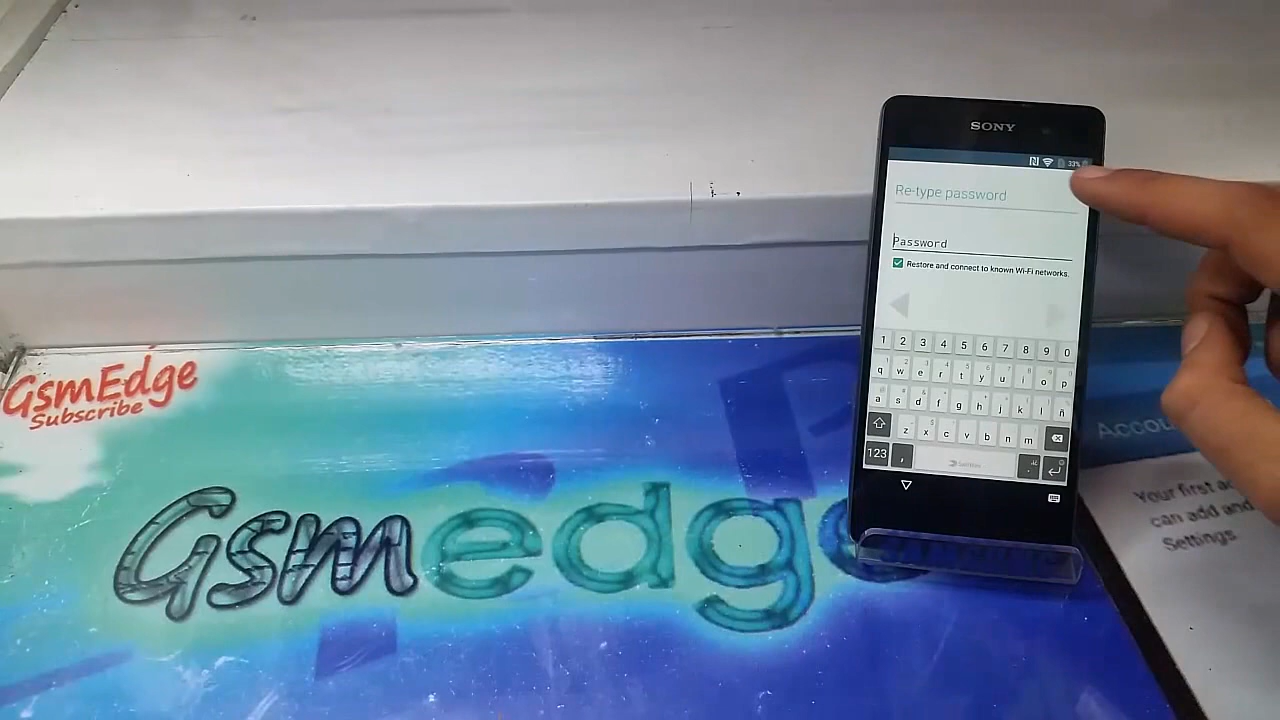 SONY
33%
Re-type password
Password
Restore and connect to known Wi-Fi networks.
1 2 3 4 5 6 7 8 9 0
q w e r t y u i o p
a s d f g h j k l ñ
z x c v b n m
123 , .
GsmEdge
Subscribe
Gsmedge
Your first
can add and
Settings